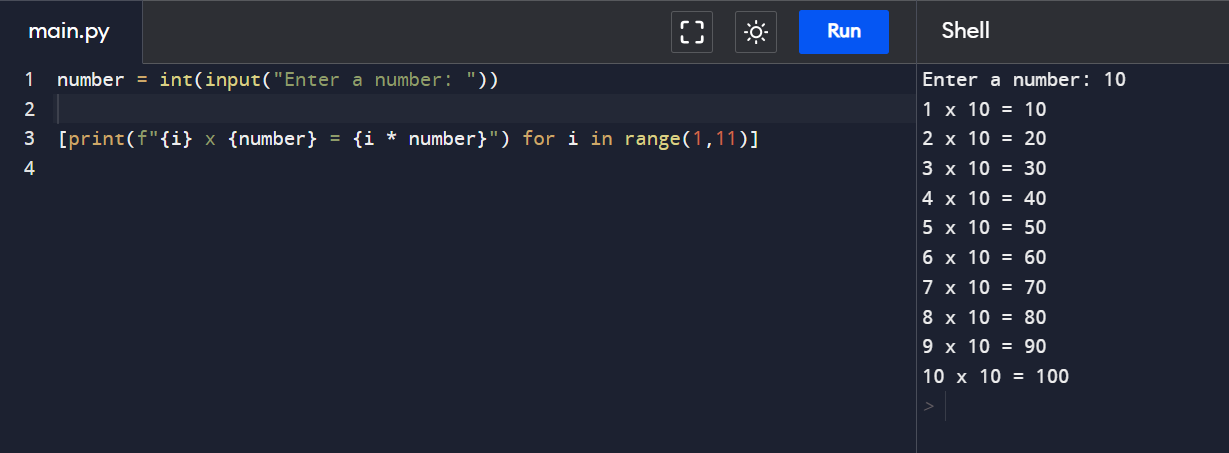 main.py
Run
Shell
1 number = int(input("Enter a number: "))
2
3 [print(f"{i} x {number} = {i * number}") for i in range(1,11)]
4
Enter a number: 10
1 x 10 = 10
2 x 10 = 20
3 x 10 = 30
4 x 10 = 40
5 x 10 = 50
6 x 10 = 60
7 x 10 = 70
8 x 10 = 80
9 x 10 = 90
10 x 10 = 100
>